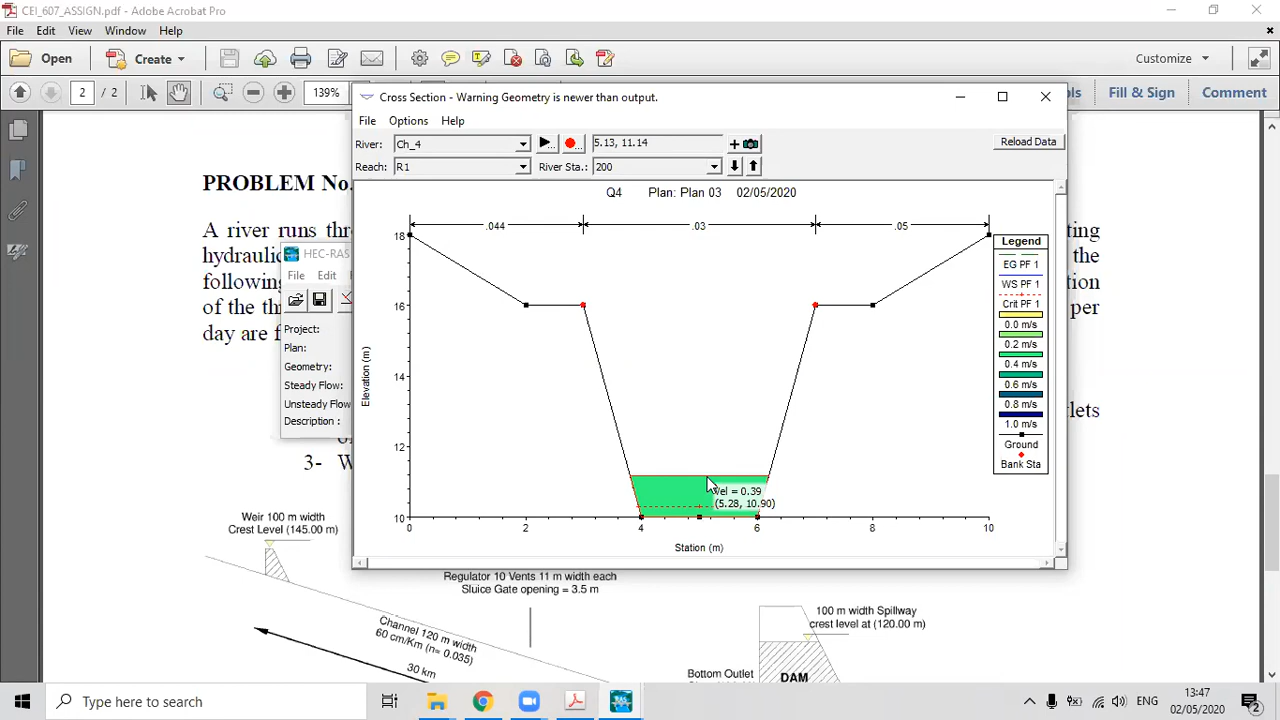 CEI_607_ASSIGN.pdf - Adobe Acrobat Pro
File Edit View Window Help
Open Create Customize
2 / 2 139% Fill & Sign Comment
Cross Section - Warning Geometry is newer than output.
File Options Help
River: Ch_4 5.13, 11.14 Reload Data
Reach: R1 River Sta.: 200
Q4 Plan: Plan 03 02/05/2020
.044 .03 .05
Legend
EG PF 1
WS PF 1
Crit PF 1
0.0 m/s
0.2 m/s
0.4 m/s
0.6 m/s
0.8 m/s
1.0 m/s
Ground
Bank Sta
18
16
14
12
10
Elevation (m)
0 2 4 6 8 10
Station (m)
Vel = 0.39
(5.28, 10.90)
PROBLEM No.
A river runs thr
hydraulic
following
of the thr
day are f
ting
the
tion
per
tlets
3- W
HEC-RAS
File Edit
Project:
Plan:
Geometry:
Steady Flow:
Unsteady Flow
Description :
Weir 100 m width
Crest Level (145.00 m)
Regulator 10 Vents 11 m width each
Sluice Gate opening = 3.5 m
Channel 120 m width
60 cm/Km (n= 0.035)
30 km
100 m width Spillway
crest level at (120.00 m)
Bottom Outlet
DAM
Type here to search
ENG
13:47
02/05/2020
2